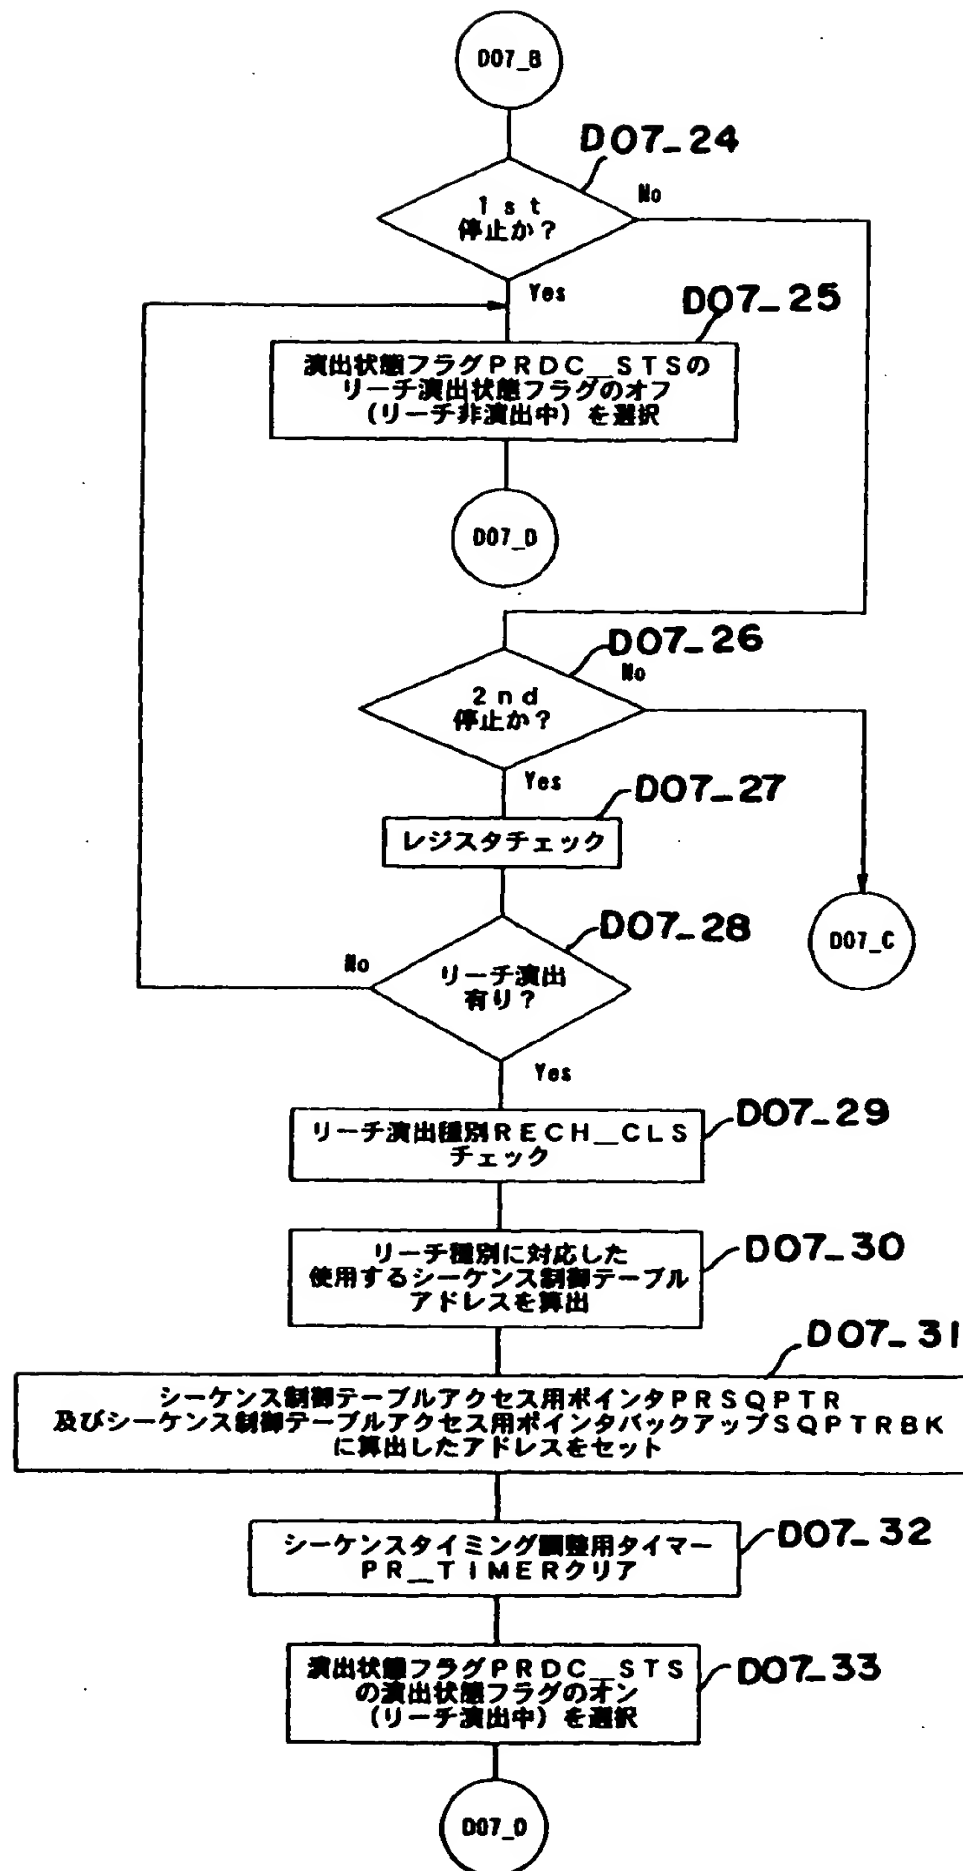 D07_B
D07_24
1st
停止か?
No
Yes
D07_25
演出状態フラグPRDC__STSの
リーチ演出状態フラグのオフ
(リーチ非演出中)を選択
D07_D
D07_26
2nd
停止か?
No
Yes
D07_27
レジスタチェック
D07_28
リーチ演出
有り?
No
D07_C
Yes
D07_29
リーチ演出種別RECH__CLS
チェック
D07_30
リーチ種別に対応した
使用するシーケンス制御テーブル
アドレスを算出
D07_31
シーケンス制御テーブルアクセス用ポインタPRSQPTR
及びシーケンス制御テーブルアクセス用ポインタバックアップSQPTRBK
に算出したアドレスをセット
D07_32
シーケンスタイミング調整用タイマー
PR__TIMERクリア
D07_33
演出状態フラグPRDC__STS
の演出状態フラグのオン
(リーチ演出中)を選択
D07_D